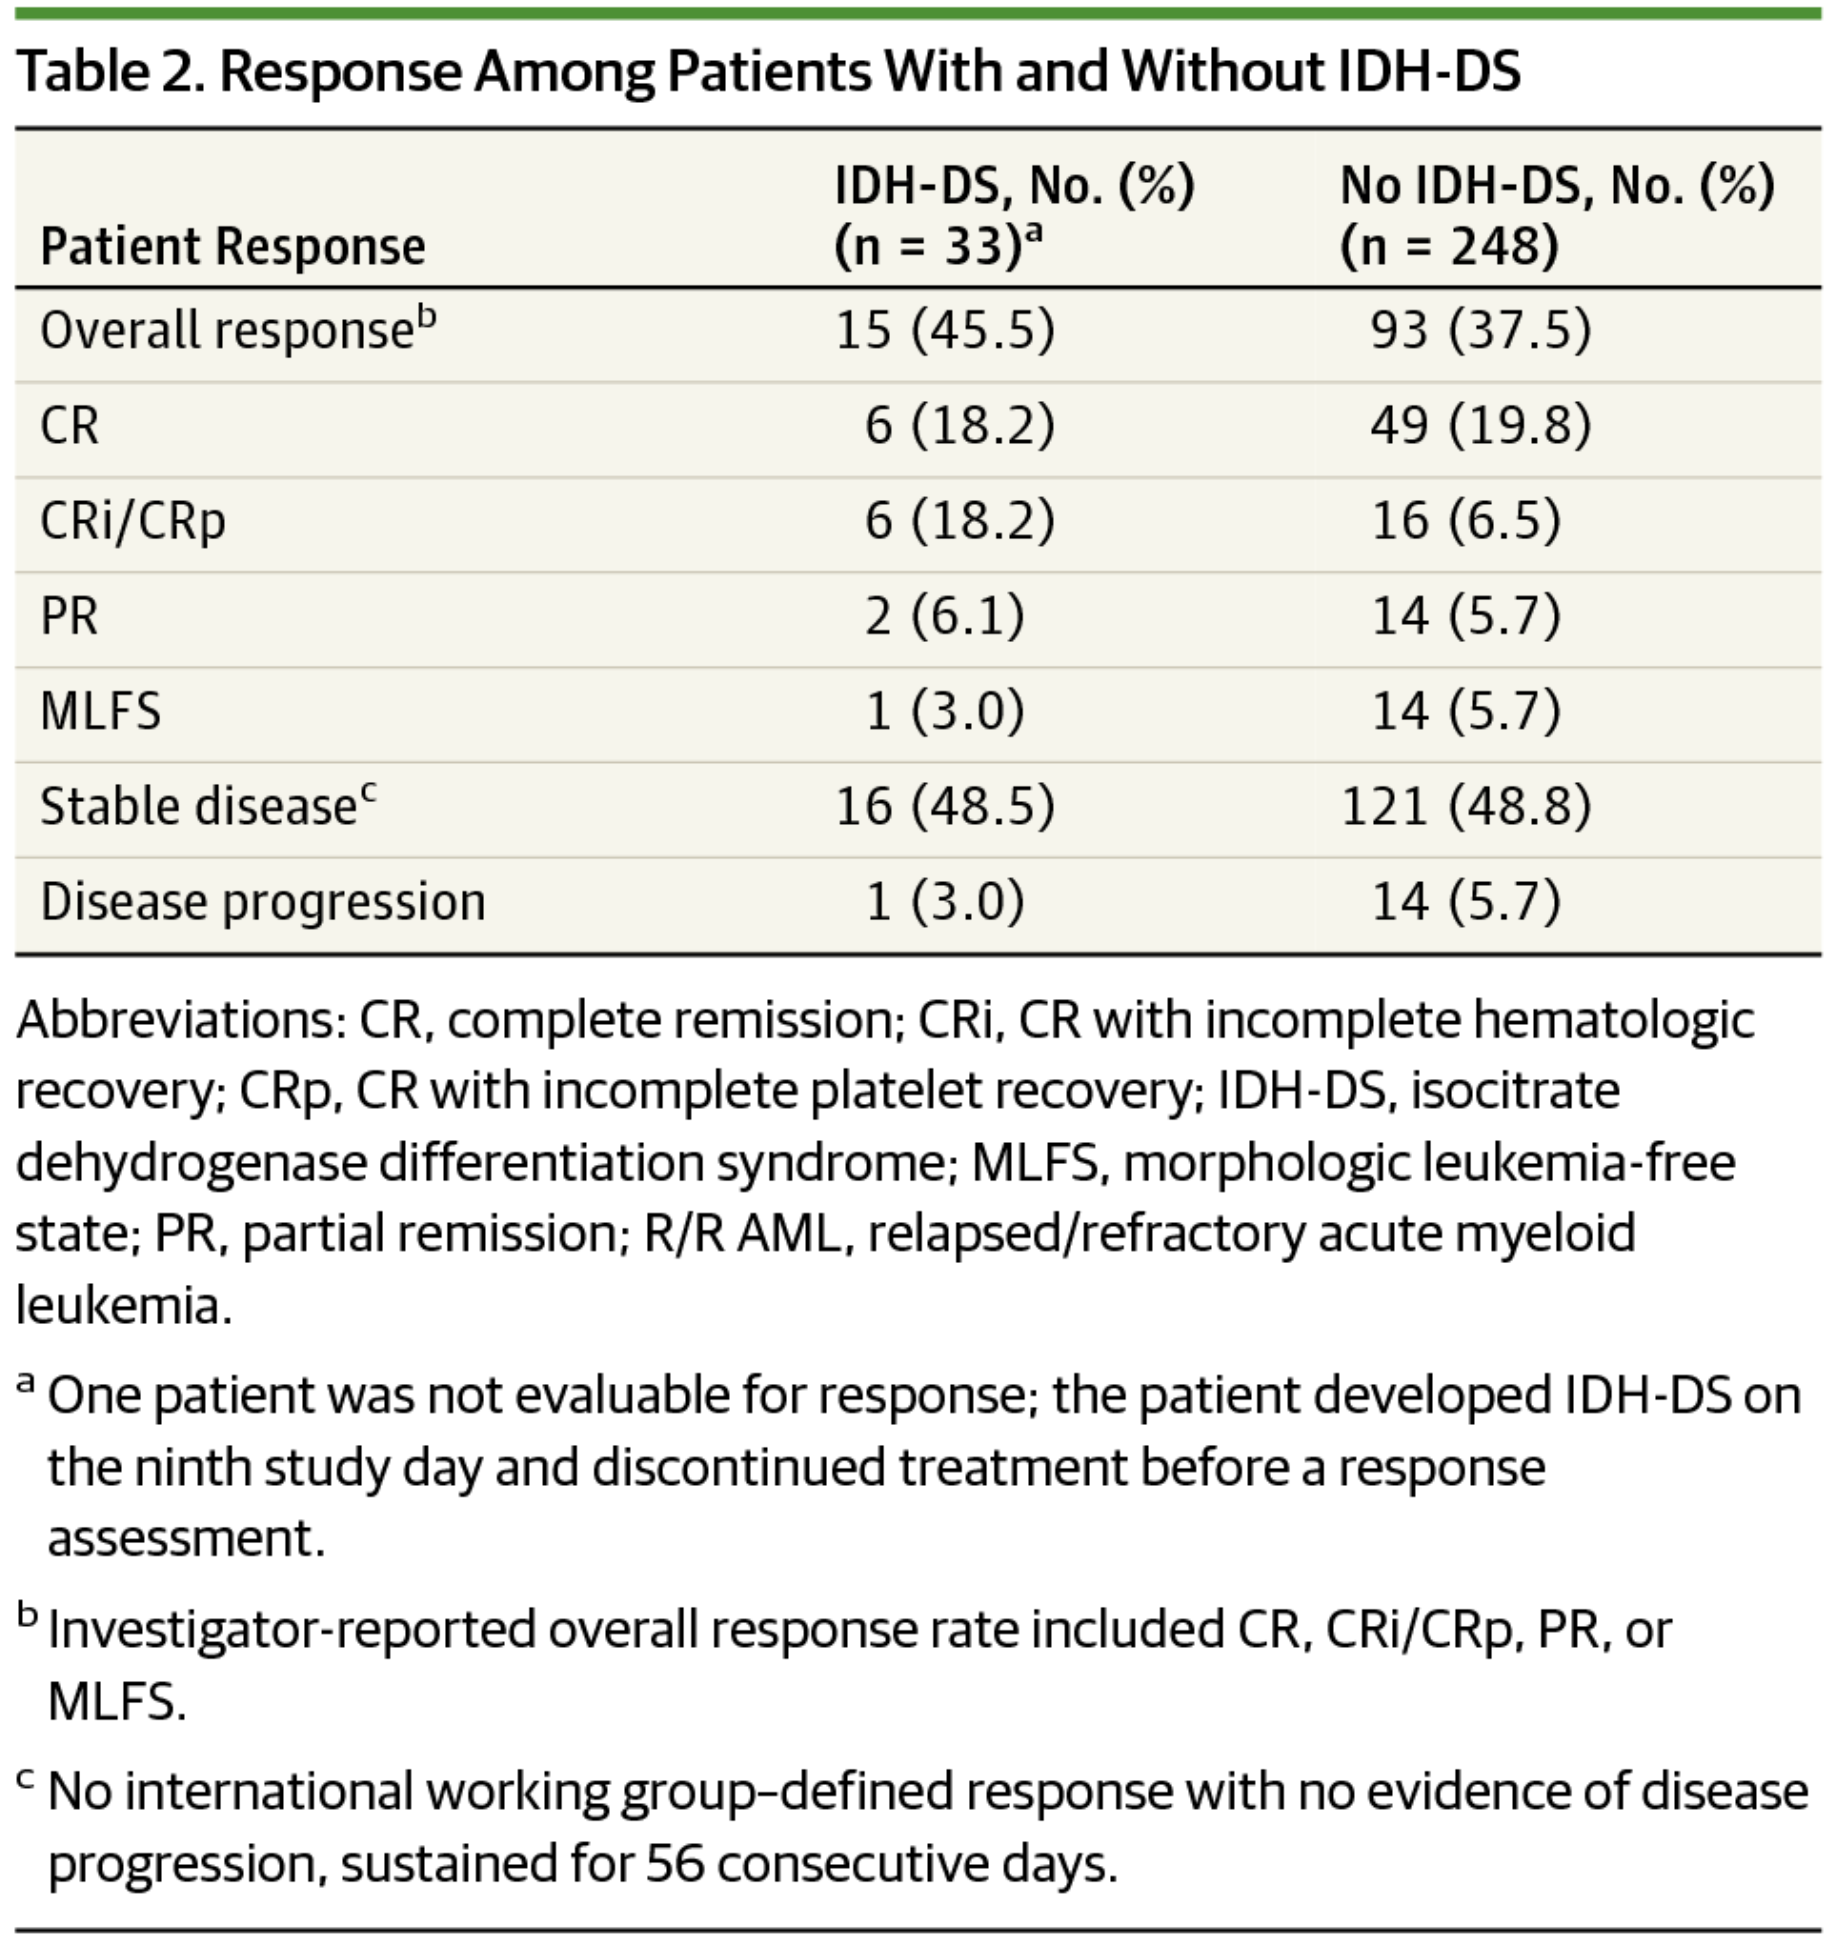 Table 2. Response Among Patients With and Without IDH-DS
Patient Response IDH-DS, No. (%) (n = 33)a No IDH-DS, No. (%) (n = 248)
Overall responseb 15 (45.5) 93 (37.5)
CR 6 (18.2) 49 (19.8)
CRi/CRp 6 (18.2) 16 (6.5)
PR 2 (6.1) 14 (5.7)
MLFS 1 (3.0) 14 (5.7)
Stable diseasec 16 (48.5) 121 (48.8)
Disease progression 1 (3.0) 14 (5.7)
Abbreviations: CR, complete remission; CRi, CR with incomplete hematologic
recovery; CRp, CR with incomplete platelet recovery; IDH-DS, isocitrate
dehydrogenase differentiation syndrome; MLFS, morphologic leukemia-free
state; PR, partial remission; R/R AML, relapsed/refractory acute myeloid
leukemia.
a One patient was not evaluable for response; the patient developed IDH-DS on
the ninth study day and discontinued treatment before a response
assessment.
b Investigator-reported overall response rate included CR, CRi/CRp, PR, or
MLFS.
c No international working group–defined response with no evidence of disease
progression, sustained for 56 consecutive days.